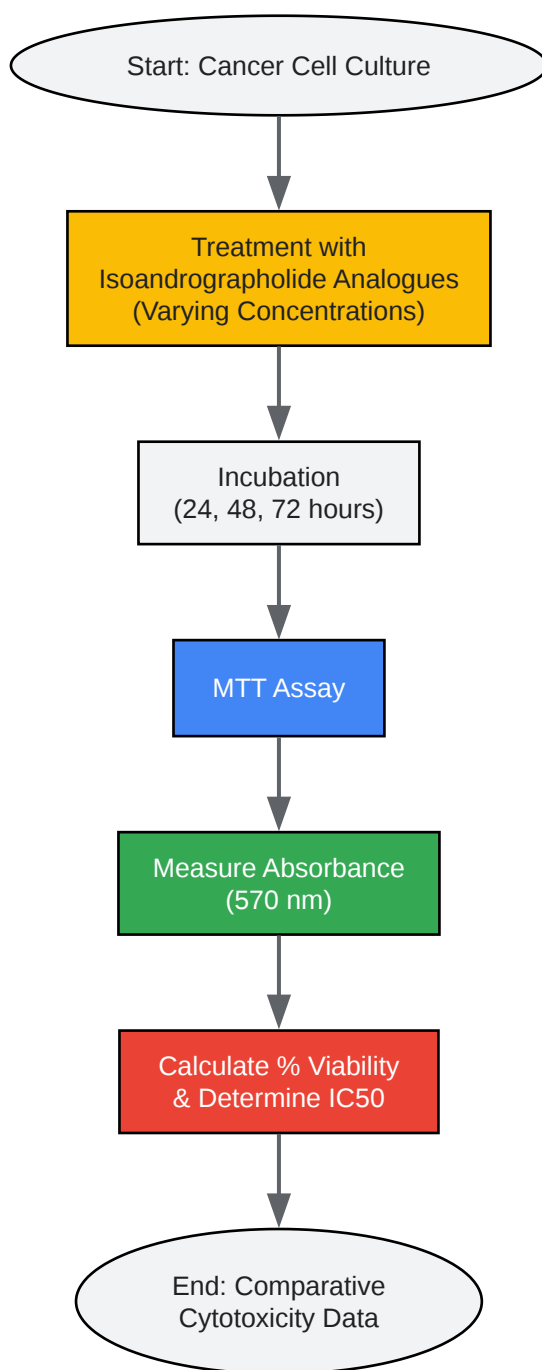 Start: Cancer Cell Culture
Treatment with
Isoandrographolide Analogues
(Varying Concentrations)
Incubation
(24, 48, 72 hours)
MTT Assay
Measure Absorbance
(570 nm)
Calculate % Viability
& Determine IC50
End: Comparative
Cytotoxicity Data